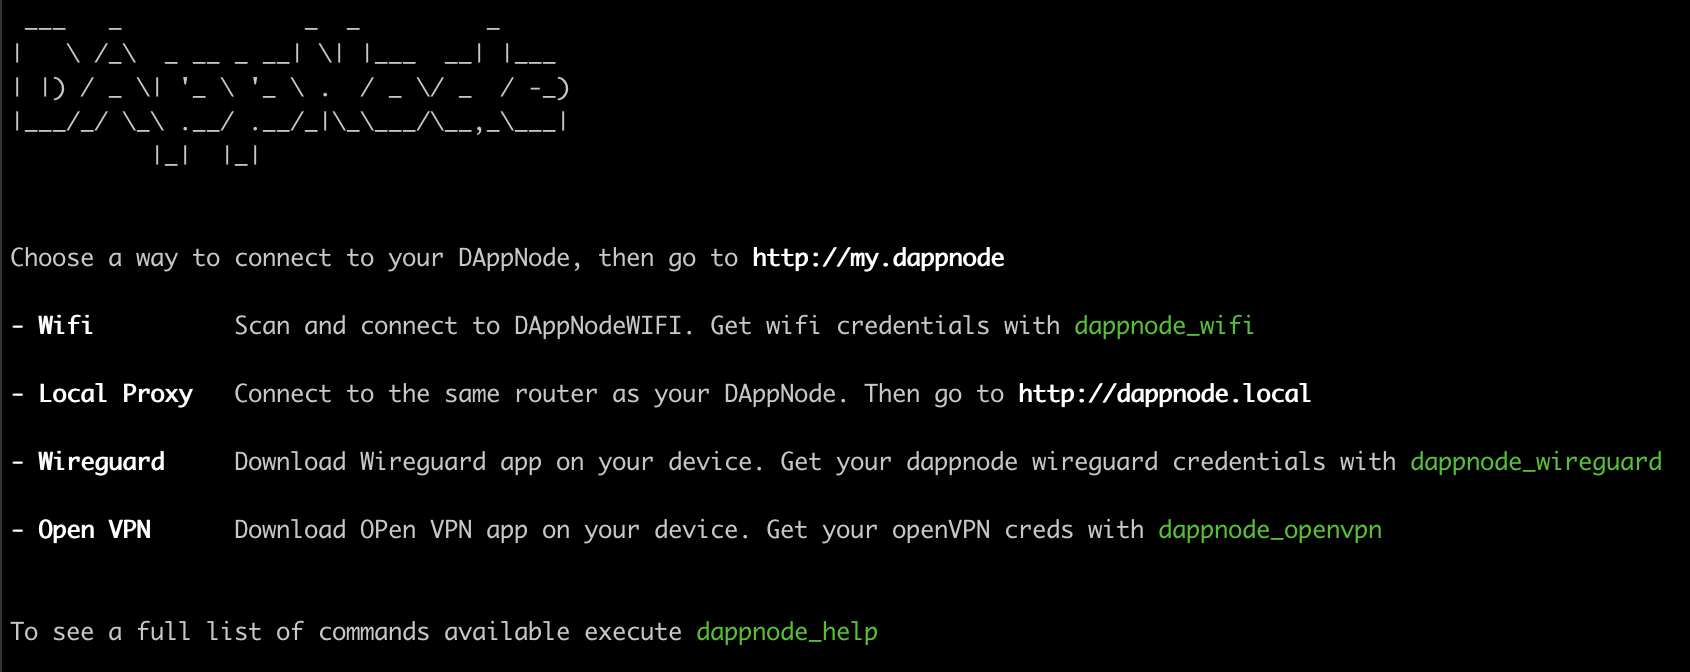 ___   _             _  _         _
|   \ /_\  _ __ _ __| \| |___  __| |___
| |) / _ \| '_ \ '_ \ .  / _ \/ _  / -_)
|___/_/ \_\ .__/ .__/_|\_\___/\__,_\___|
          |_|  |_|
Choose a way to connect to your DAppNode, then go to http://my.dappnode
- Wifi          Scan and connect to DAppNodeWIFI. Get wifi credentials with dappnode_wifi
- Local Proxy   Connect to the same router as your DAppNode. Then go to http://dappnode.local
- Wireguard     Download Wireguard app on your device. Get your dappnode wireguard credentials with dappnode_wireguard
- Open VPN      Download OPen VPN app on your device. Get your openVPN creds with dappnode_openvpn
To see a full list of commands available execute dappnode_help